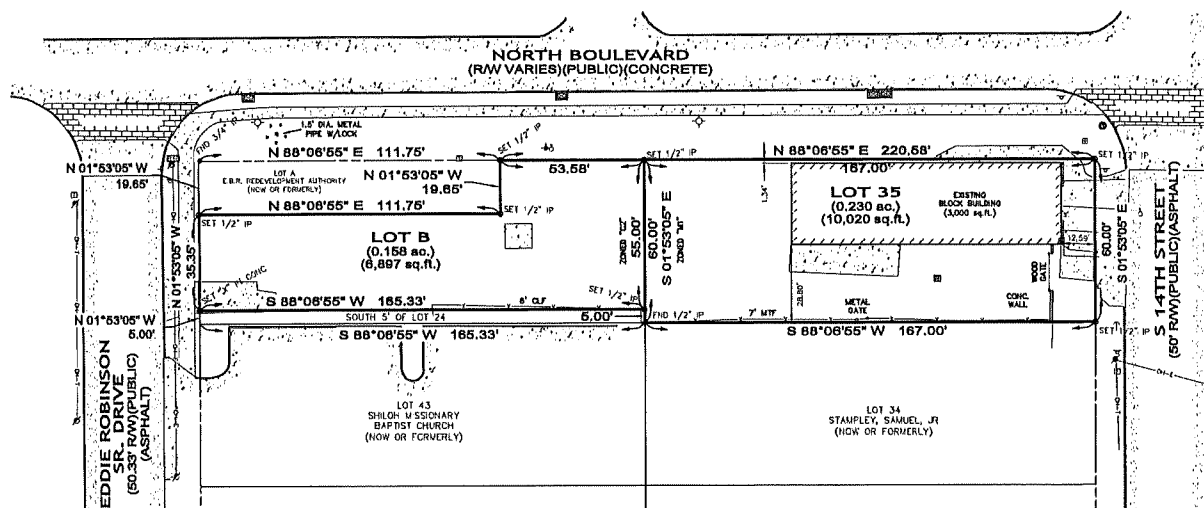 NORTH BOULEVARD
(R/W VARIES)(PUBLIC)(CONCRETE)
FND 3/4" IP
1.5' DIA. METAL
PIPE W/LOCK
N 88°06'55" E 111.75'
SET 1/2" IP
53.58'
SET 1/2" IP
N 88°06'55" E 220.58'
167.00'
SET 1/2" IP
N 01°53'05" W
19.65'
LOT A
E.B.R. REDEVELOPMENT AUTHORITY
(NOW OR FORMERLY)
N 01°53'05" W
19.65'
N 88°06'55" E 111.75'
SET 1/2" IP
SET 1/2" IP
N 01°53'05" W
35.35'
LOT B
(0.158 ac.)
(6,897 sq.ft.)
ZONED "C2"
55.00'
S 01°53'05" E
60.00'
1.34'
LOT 35
(0.230 ac.)
(10,020 sq.ft.)
EXISTING
BLOCK BUILDING
(3,000 sq.ft.)
12.59'
60.00'
S 01°53'05" E
S 14TH STREET
(50' R/W)(PUBLIC)(ASPHALT)
S 88°06'55" W 165.33'
6' CLF
SET 1/2" IP
28.80'
METAL
GATE
WOOD
GATE
CONC.
WALL
N 01°53'05" W
5.00'
SOUTH 5' OF LOT 24
5.00'
FND 1/2" IP
7' MTF
S 88°06'55" W 165.33'
S 88°06'55" W 167.00'
SET 1/2" IP
EDDIE ROBINSON
SR. DRIVE
(50.33' R/W)(PUBLIC)
(ASPHALT)
LOT 43
SHILOH MISSIONARY
BAPTIST CHURCH
(NOW OR FORMERLY)
LOT 34
STAMPLEY, SAMUEL, JR
(NOW OR FORMERLY)